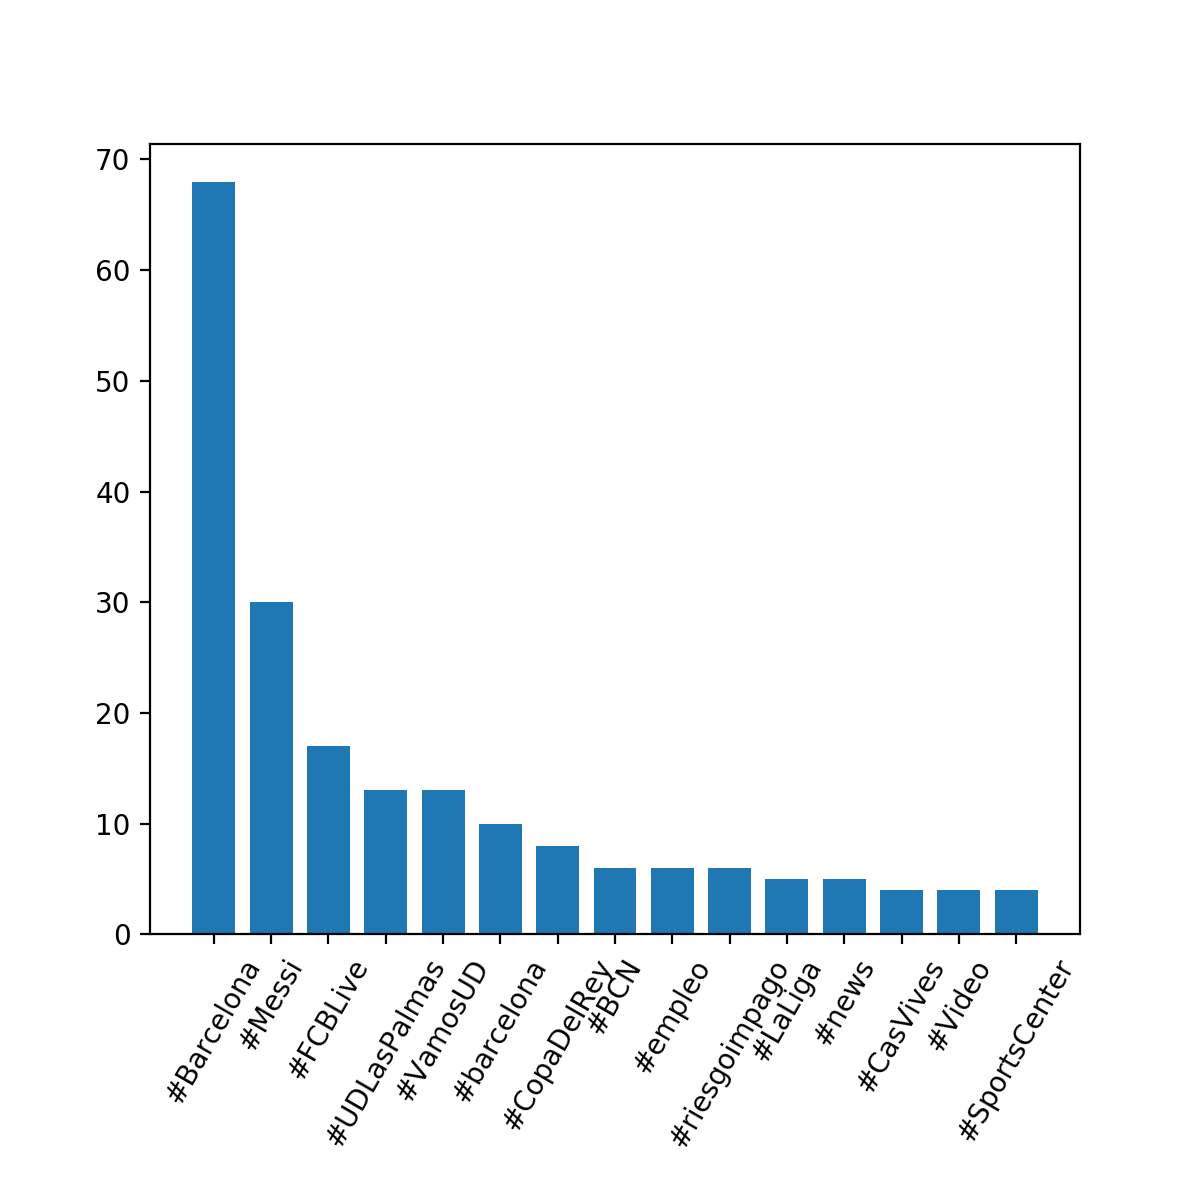 70
60
50
40
30
20
10
0
#Barcelona
#Messi
#FCBLive
#UDLasPalmas
#VamosUD
#barcelona
#CopaDelRey
#BCN
#empleo
#riesgoimpago
#LaLiga
#news
#CasVives
#Video
#SportsCenter